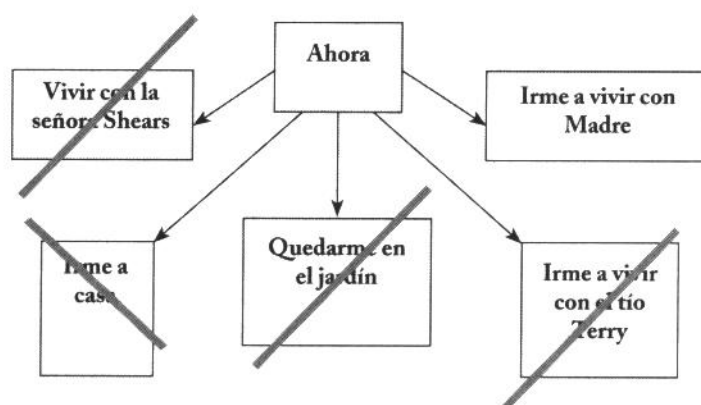 Ahora
Vivir con la
señora Shears
Irme a vivir con
Madre
Irme a
casa
Quedarme en
el jardín
Irme a vivir
con el tío
Terry